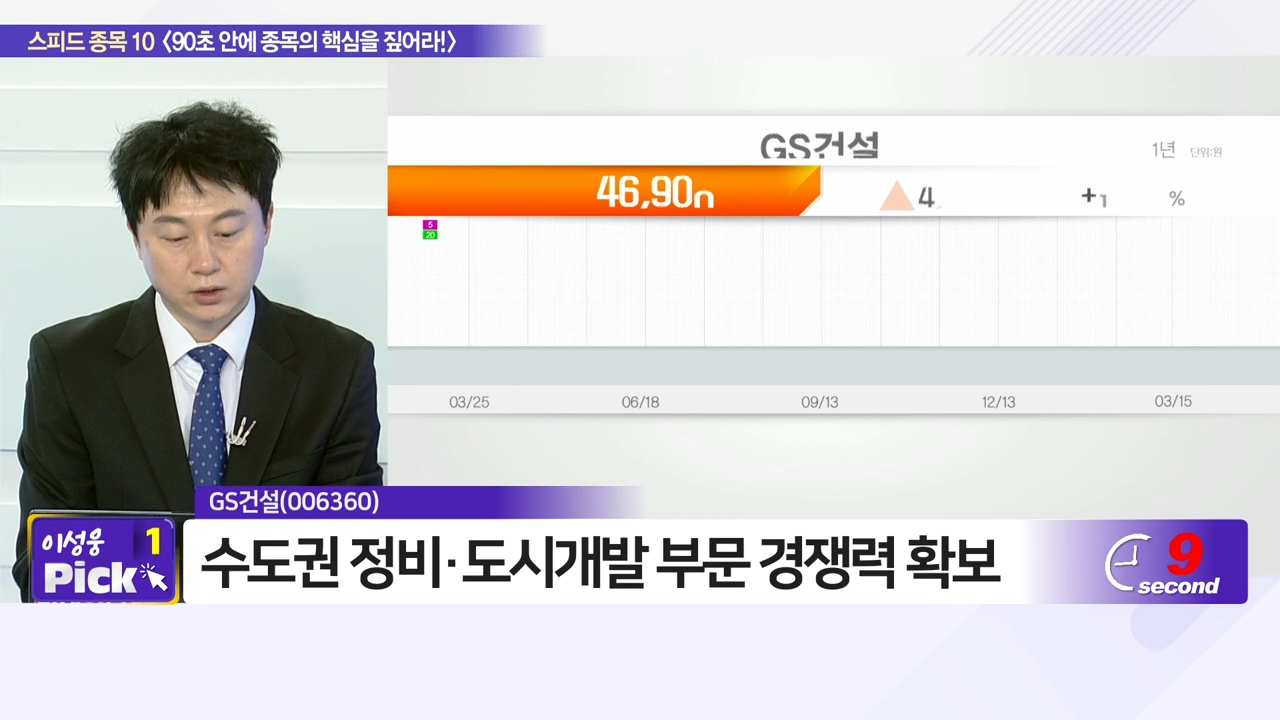 스피드 종목 10 〈90초 안에 종목의 핵심을 짚어라!〉
GS건설
1년 단위:원
46,90
4
+1 %
5
20
03/25 06/18 09/13 12/13 03/15
GS건설(006360)
이성웅 1
Pick
수도권 정비·도시개발 부문 경쟁력 확보
9
second